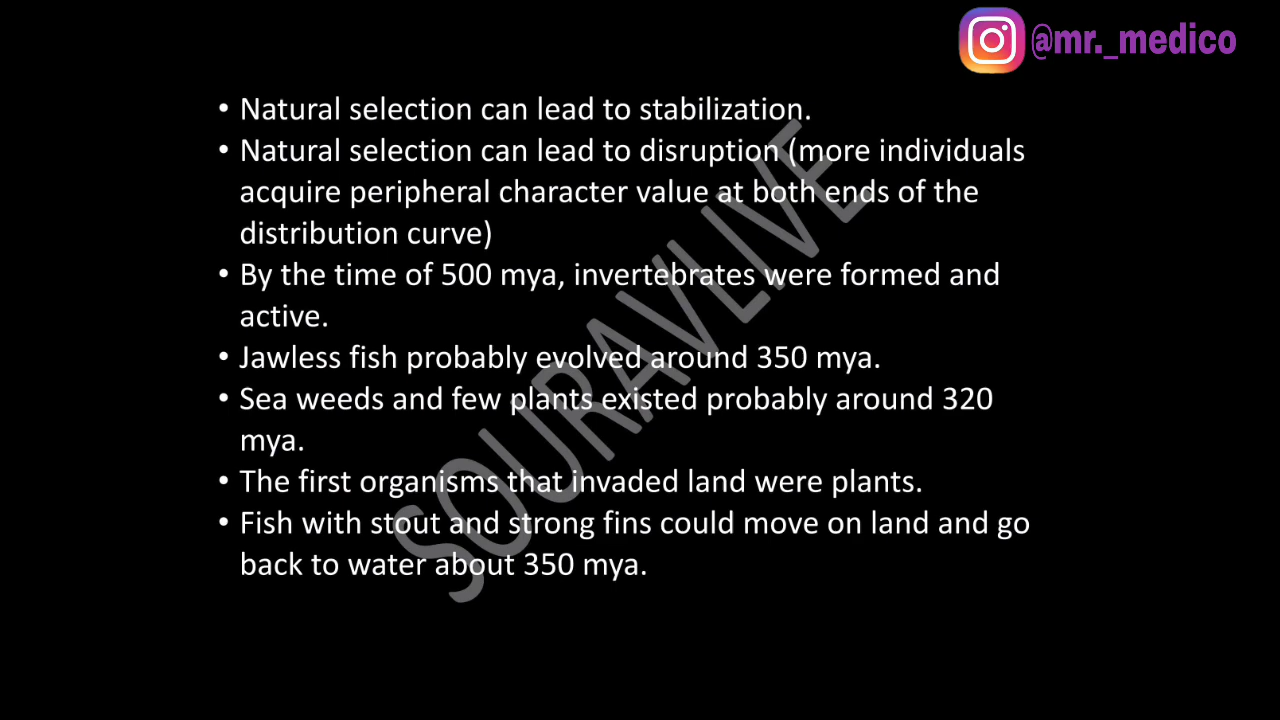 @mr._medico
• Natural selection can lead to stabilization.
• Natural selection can lead to disruption (more individuals
acquire peripheral character value at both ends of the
distribution curve)
• By the time of 500 mya, invertebrates were formed and
active.
• Jawless fish probably evolved around 350 mya.
• Sea weeds and few plants existed probably around 320
mya.
• The first organisms that invaded land were plants.
• Fish with stout and strong fins could move on land and go
back to water about 350 mya.
SOURAVLIVE